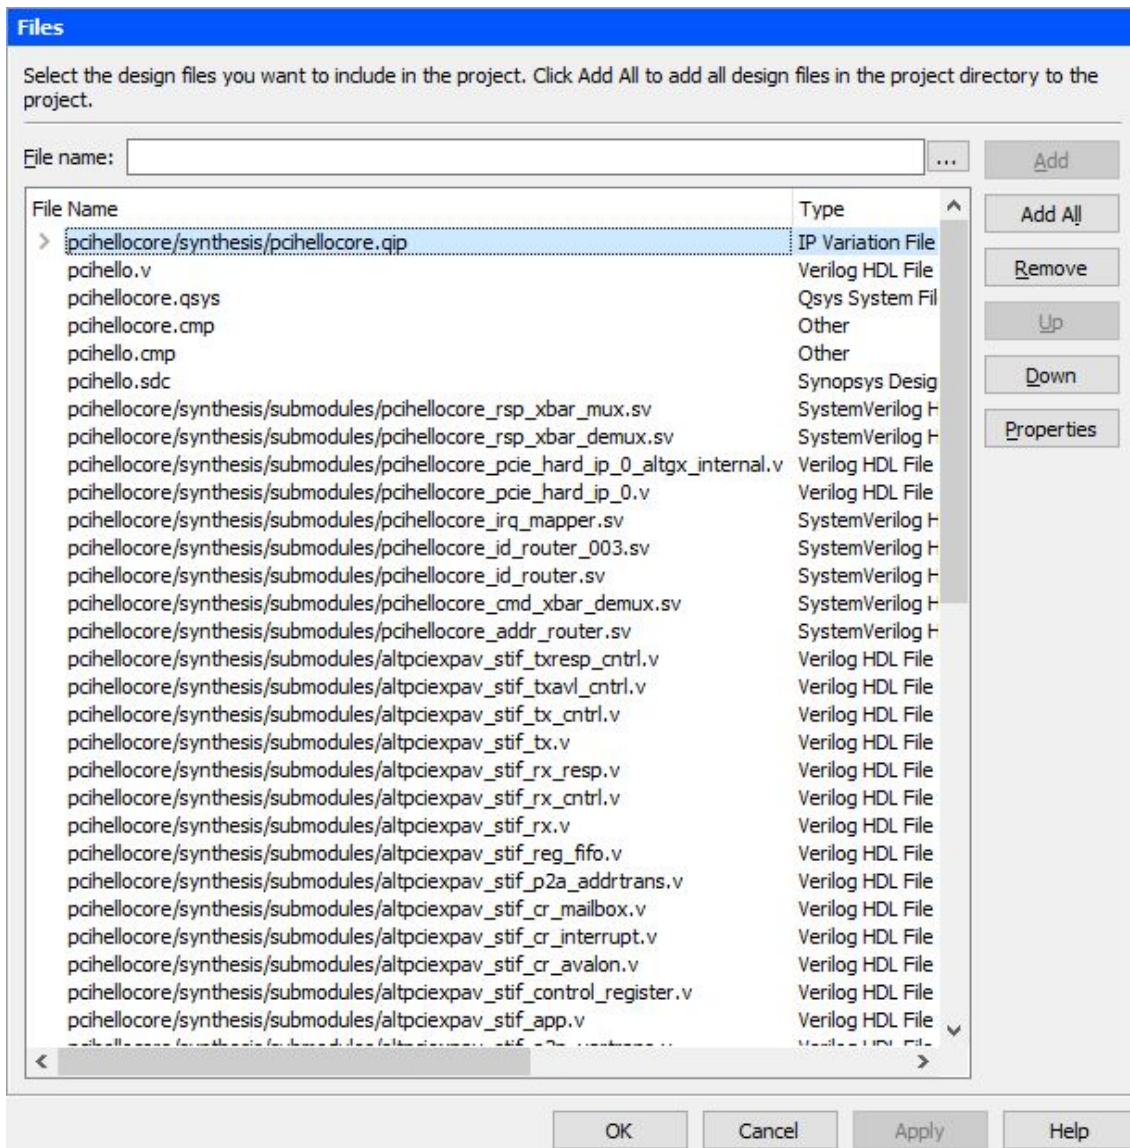 Files
Select the design files you want to include in the project. Click Add All to add all design files in the project directory to the
project.
File name: ... Add
File Name Type Add All
pcihellocore/synthesis/pcihellocore.qip IP Variation File
pcihello.v Verilog HDL File Remove
pcihellocore.qsys Qsys System Fil
pcihellocore.cmp Other Up
pcihello.cmp Other
pcihello.sdc Synopsys Desig Down
pcihellocore/synthesis/submodules/pcihellocore_rsp_xbar_mux.sv SystemVerilog H
pcihellocore/synthesis/submodules/pcihellocore_rsp_xbar_demux.sv SystemVerilog H Properties
pcihellocore/synthesis/submodules/pcihellocore_pcie_hard_ip_0_altgx_internal.v Verilog HDL File
pcihellocore/synthesis/submodules/pcihellocore_pcie_hard_ip_0.v Verilog HDL File
pcihellocore/synthesis/submodules/pcihellocore_irq_mapper.sv SystemVerilog H
pcihellocore/synthesis/submodules/pcihellocore_id_router_003.sv SystemVerilog H
pcihellocore/synthesis/submodules/pcihellocore_id_router.sv SystemVerilog H
pcihellocore/synthesis/submodules/pcihellocore_cmd_xbar_demux.sv SystemVerilog H
pcihellocore/synthesis/submodules/pcihellocore_addr_router.sv SystemVerilog H
pcihellocore/synthesis/submodules/altpciexpav_stif_txresp_cntrl.v Verilog HDL File
pcihellocore/synthesis/submodules/altpciexpav_stif_txavl_cntrl.v Verilog HDL File
pcihellocore/synthesis/submodules/altpciexpav_stif_tx_cntrl.v Verilog HDL File
pcihellocore/synthesis/submodules/altpciexpav_stif_tx.v Verilog HDL File
pcihellocore/synthesis/submodules/altpciexpav_stif_rx_resp.v Verilog HDL File
pcihellocore/synthesis/submodules/altpciexpav_stif_rx_cntrl.v Verilog HDL File
pcihellocore/synthesis/submodules/altpciexpav_stif_rx.v Verilog HDL File
pcihellocore/synthesis/submodules/altpciexpav_stif_reg_fifo.v Verilog HDL File
pcihellocore/synthesis/submodules/altpciexpav_stif_p2a_addrtrans.v Verilog HDL File
pcihellocore/synthesis/submodules/altpciexpav_stif_cr_mailbox.v Verilog HDL File
pcihellocore/synthesis/submodules/altpciexpav_stif_cr_interrupt.v Verilog HDL File
pcihellocore/synthesis/submodules/altpciexpav_stif_cr_avalon.v Verilog HDL File
pcihellocore/synthesis/submodules/altpciexpav_stif_control_register.v Verilog HDL File
pcihellocore/synthesis/submodules/altpciexpav_stif_app.v Verilog HDL File
OK Cancel Apply Help